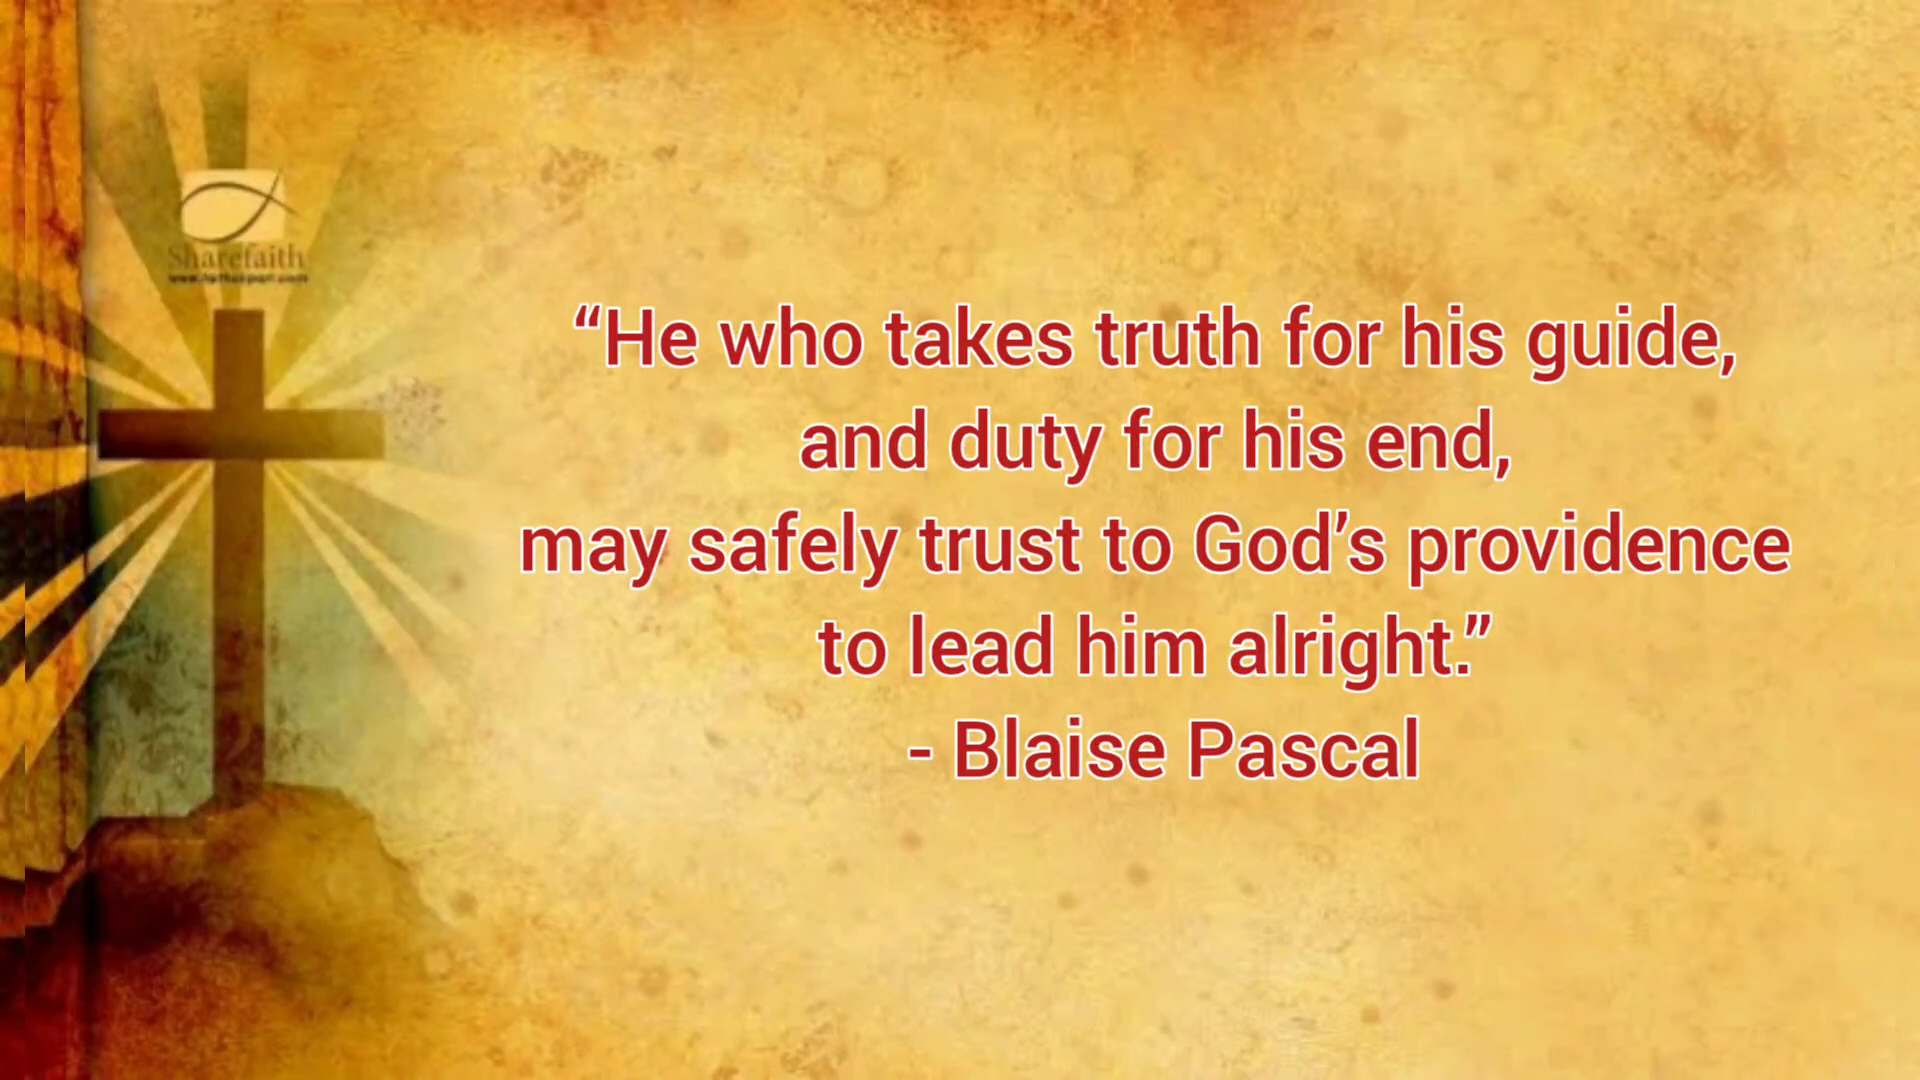 Sharefaith
“He who takes truth for his guide,
and duty for his end,
may safely trust to God’s providence
to lead him alright.”
- Blaise Pascal